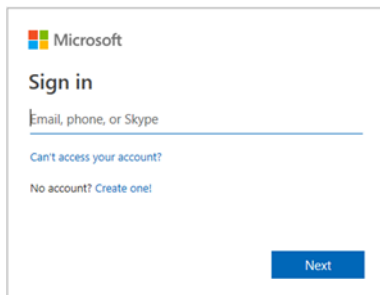 Microsoft
Sign in
Email, phone, or Skype
Can't access your account?
No account? Create one!
Next